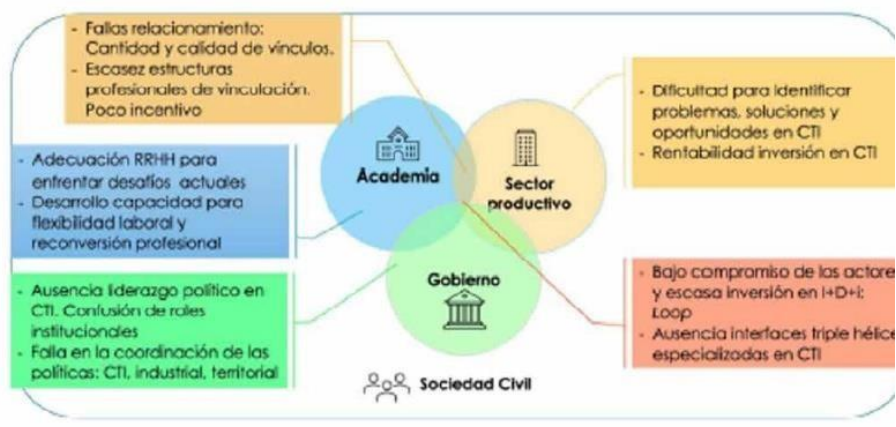 - Fallas relacionamiento:
Cantidad y calidad de vínculos.
- Escasez estructuras
profesionales de vinculación.
Poco incentivo
- Adecuación RRHH para
enfrentar desafíos actuales
- Desarrollo capacidad para
flexibilidad laboral y
reconversión profesional
- Ausencia liderazgo político en
CTI. Confusión de roles
institucionales
- Falla en la coordinación de las
políticas: CTI, industrial, territorial
Academia
Sector
productivo
Gobierno
Sociedad Civil
- Dificultad para identificar
problemas, soluciones y
oportunidades en CTI
- Rentabilidad inversión en CTI
- Bajo compromiso de los actore
y escasa inversión en I+D+i:
Loop
- Ausencia interfaces triple hélice
especializadas en CTI